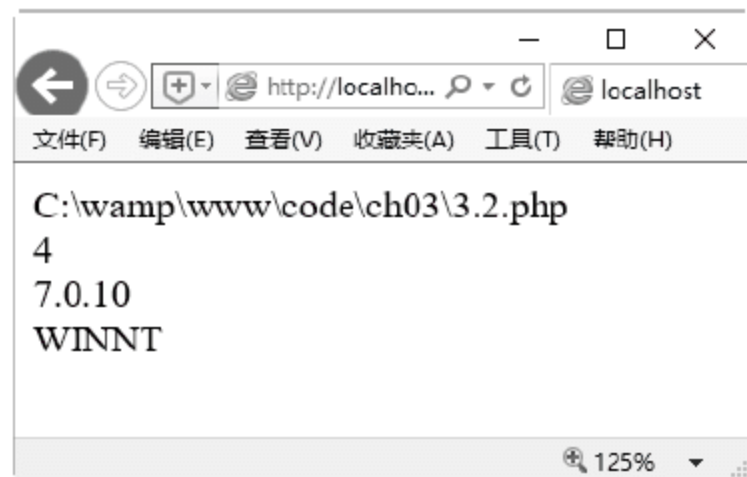 http://localho...
localhost
文件(F) 编辑(E) 查看(V) 收藏夹(A) 工具(T) 帮助(H)
C:\wamp\www\code\ch03\3.2.php
4
7.0.10
WINNT
125%